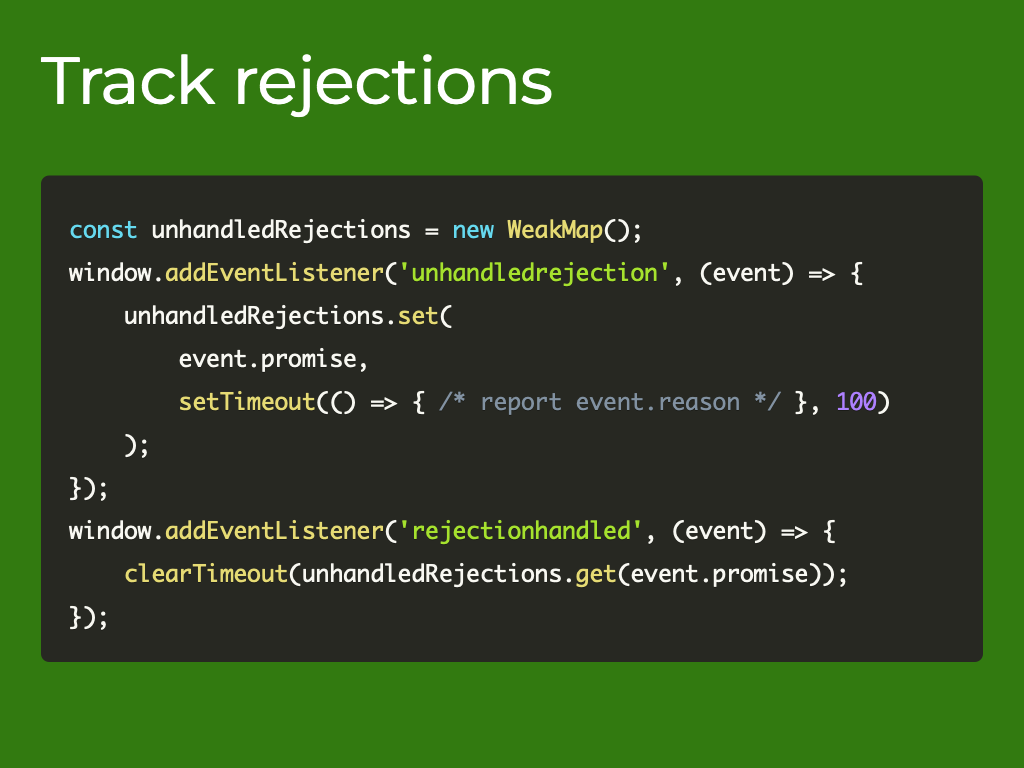 Track rejections
const unhandledRejections = new WeakMap();
window.addEventListener('unhandledrejection', (event) => {
    unhandledRejections.set(
        event.promise,
        setTimeout(() => { /* report event.reason */ }, 100)
    );
});
window.addEventListener('rejectionhandled', (event) => {
    clearTimeout(unhandledRejections.get(event.promise));
});